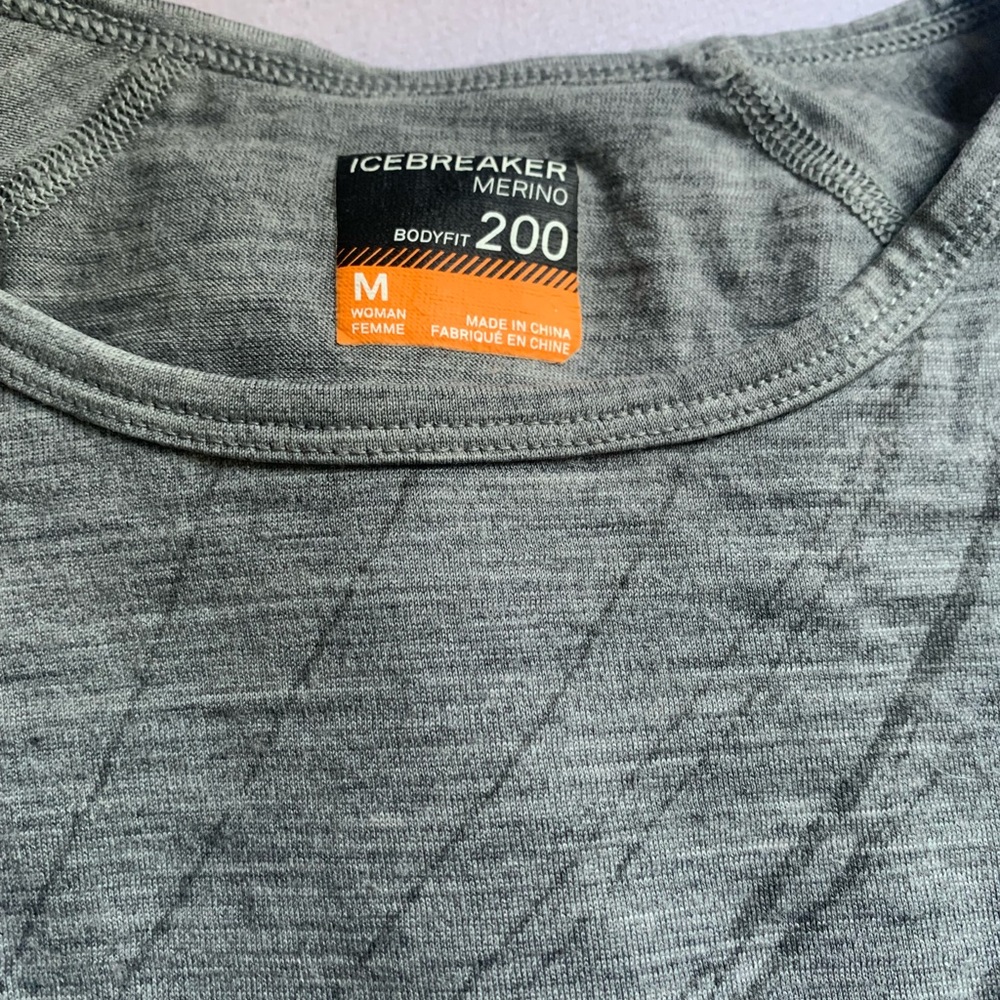 ICEBREAKER
MERINO
BODYFIT 200
M
WOMAN
FEMME
MADE IN CHINA
FABRIQUÉ EN CHINE